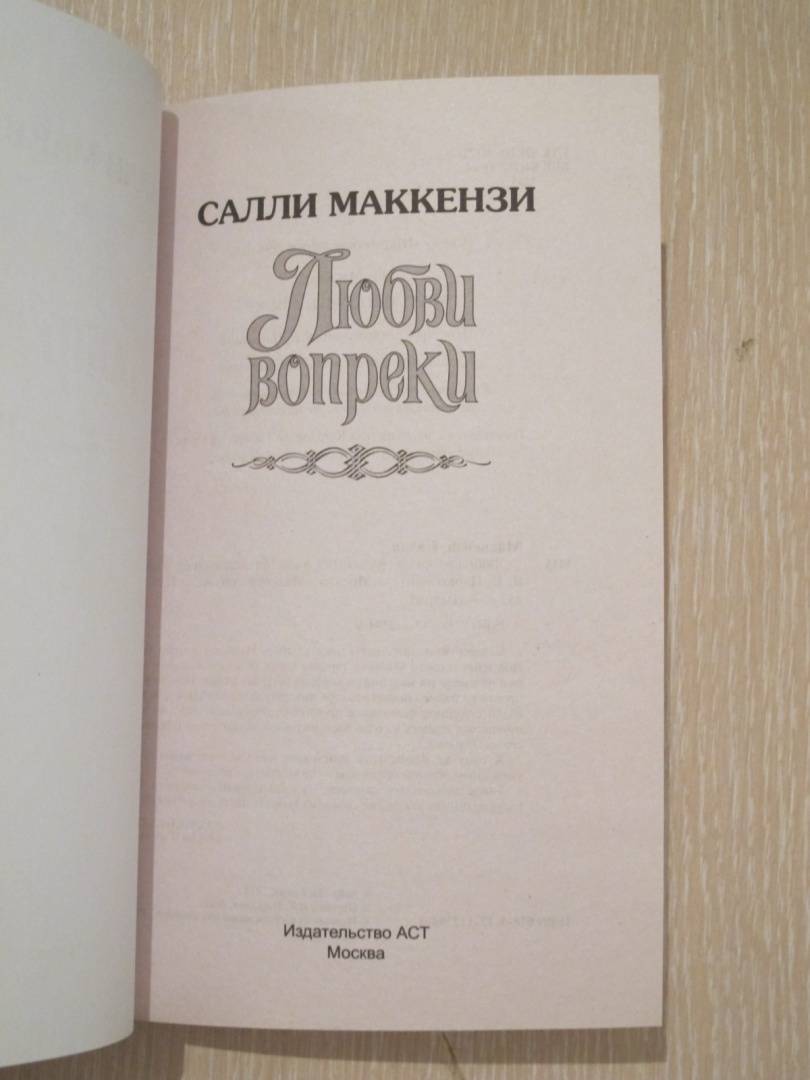 САЛЛИ МАККЕНЗИ
Любви
вопреки
Издательство АСТ
Москва